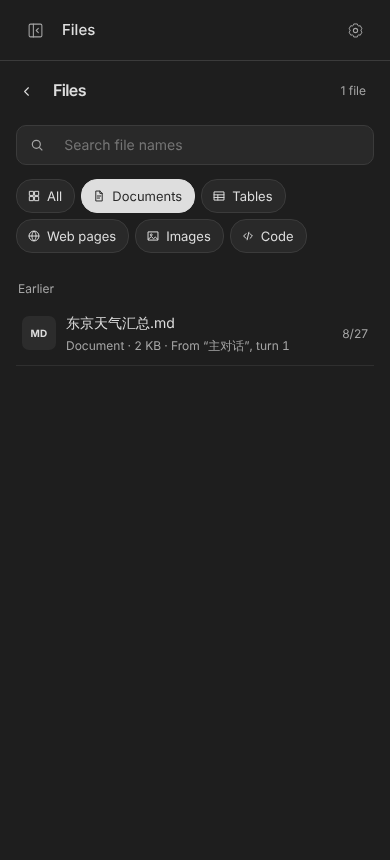 Files
Files
1 file
Search file names
All
Documents
Tables
Web pages
Images
Code
Earlier
MD
东京天气汇总.md
Document · 2 KB · From “主对话”, turn 1
8/27